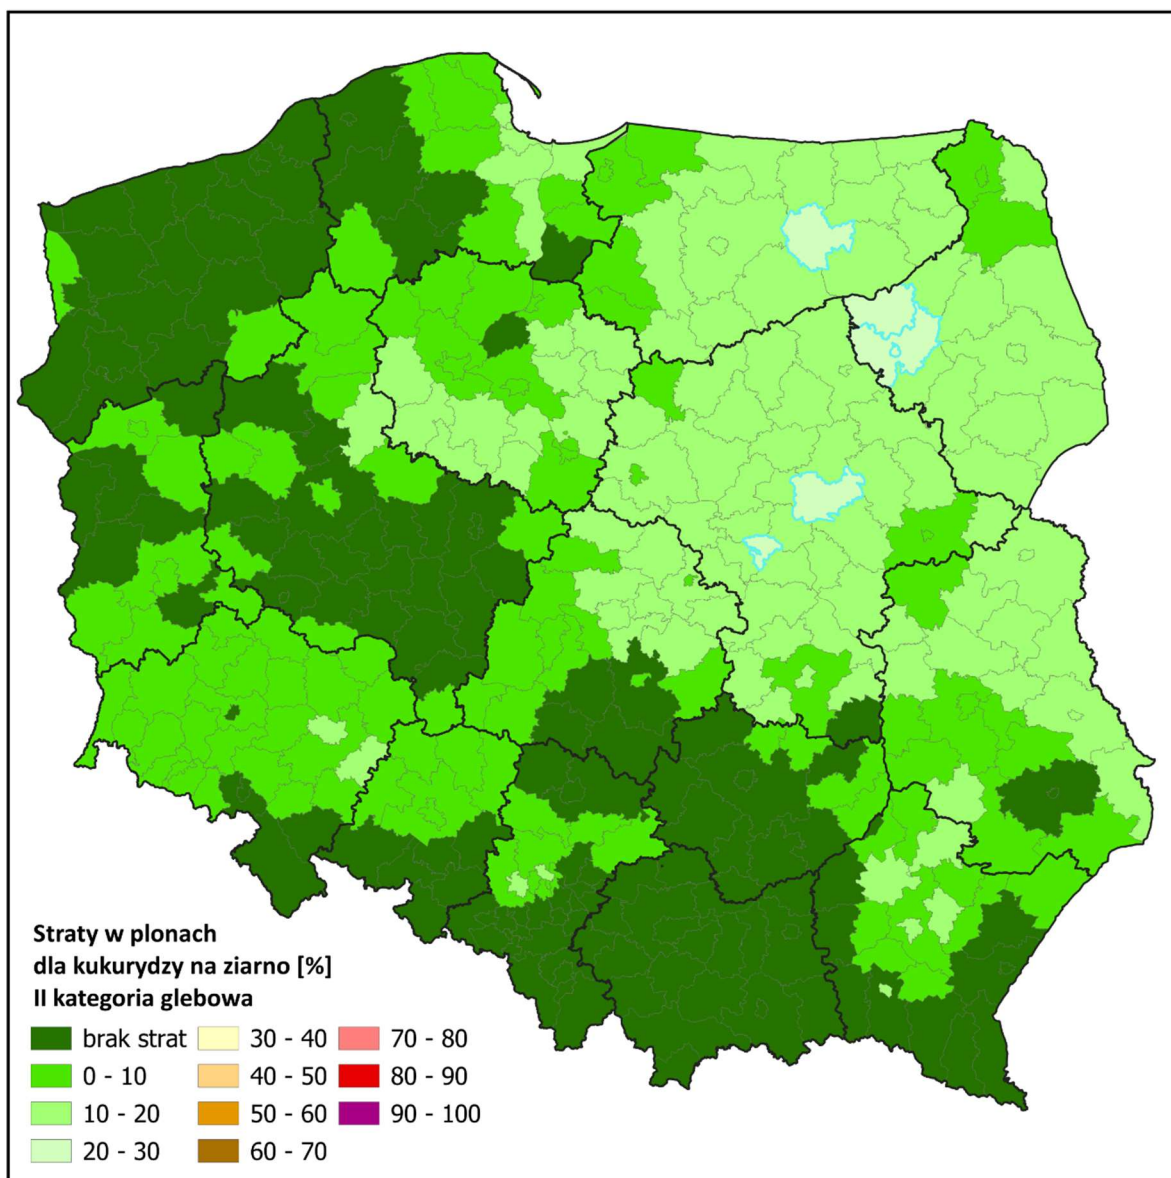 Straty w plonach
dla kukurydzy na ziarno [%]
II kategoria glebowa
brak strat
0 - 10
10 - 20
20 - 30
30 - 40
40 - 50
50 - 60
60 - 70
70 - 80
80 - 90
90 - 100